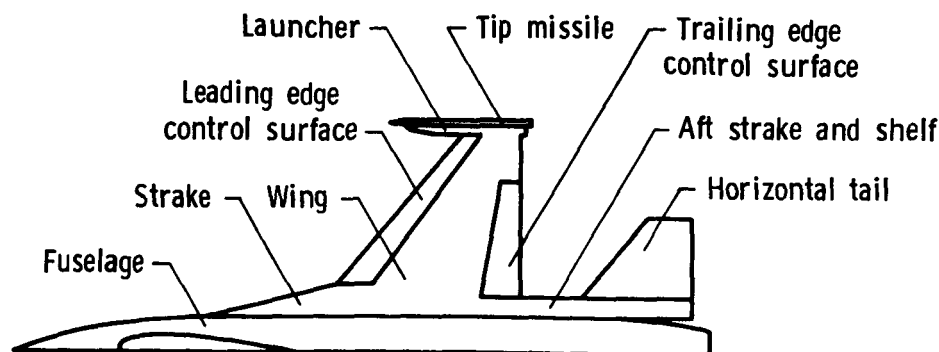 Launcher
Tip missile
Trailing edge
control surface
Leading edge
control surface
Aft strake and shelf
Strake
Wing
Horizontal tail
Fuselage